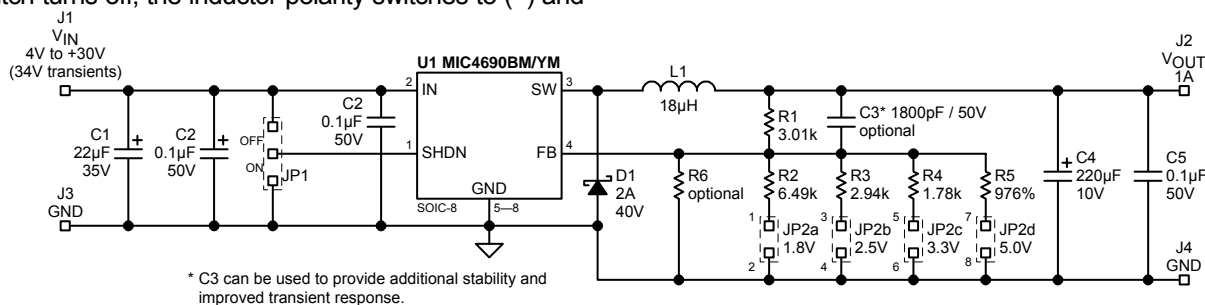 tch turns off, the inductor polarity switches to (–) and
J1
VIN
4V to +30V
(34V transients)
U1 MIC4690BM/YM
2
IN
SW
3
L1
18µH
J2
VOUT
1A
C1
22µF
35V
C2
0.1µF
50V
OFF
ON
JP1
C2
0.1µF
50V
1
SHDN
FB
4
GND
SOIC-8
5—8
R1
3.01k
C3* 1800pF / 50V
optional
D1
2A
40V
R6
optional
R2
6.49k
R3
2.94k
R4
1.78k
R5
976%
C4
220µF
10V
C5
0.1µF
50V
J3
GND
1
JP2a
1.8V
2
3
JP2b
2.5V
4
5
JP2c
3.3V
6
7
JP2d
5.0V
8
J4
GND
* C3 can be used to provide additional stability and
improved transient response.